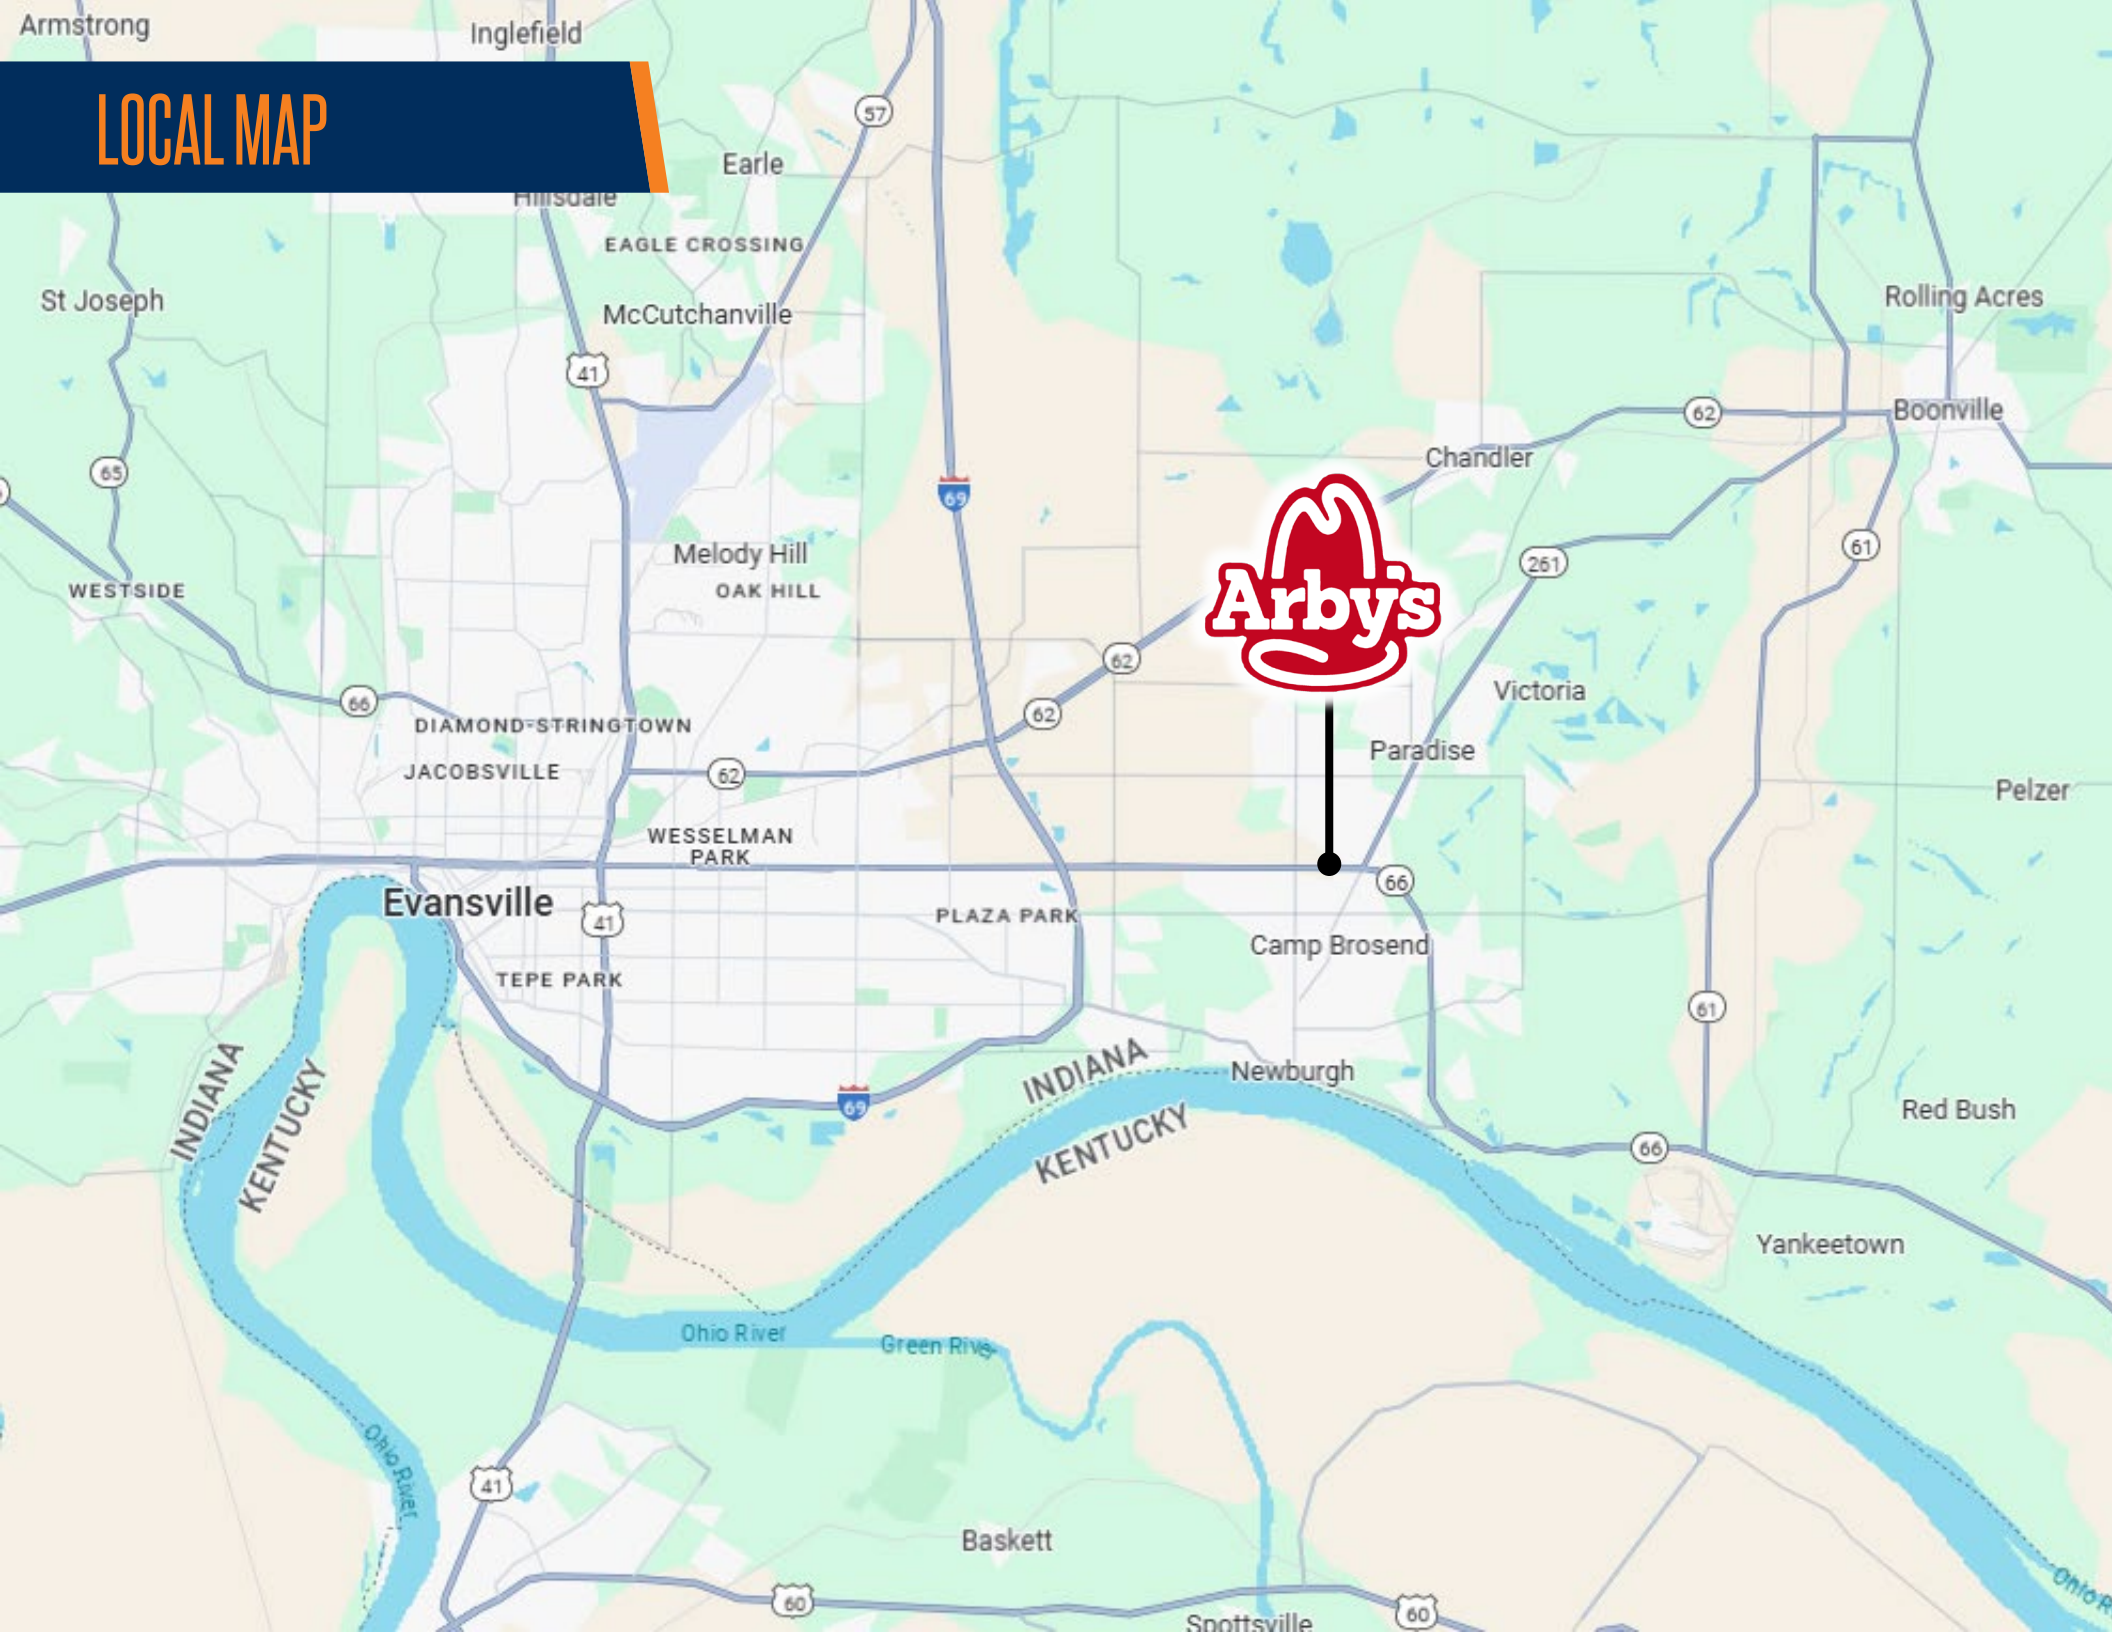 Armstrong
Inglefield
LOCAL MAP
57
Earle
Hillsdale
EAGLE CROSSING
St Joseph
McCutchanville
Rolling Acres
41
62
Boonville
Chandler
65
69
Arby's
61
Melody Hill
261
WESTSIDE
OAK HILL
62
Victoria
66
62
DIAMOND-STRINGTOWN
Paradise
JACOBSVILLE
62
Pelzer
WESSELMAN
PARK
66
Evansville
41
PLAZA PARK
Camp Brosend
TEPE PARK
61
INDIANA
KENTUCKY
INDIANA
KENTUCKY
Newburgh
69
Red Bush
66
Yankeetown
Ohio River
Green River
Ohio River
41
Baskett
Ohio R
60
60
Spottsville